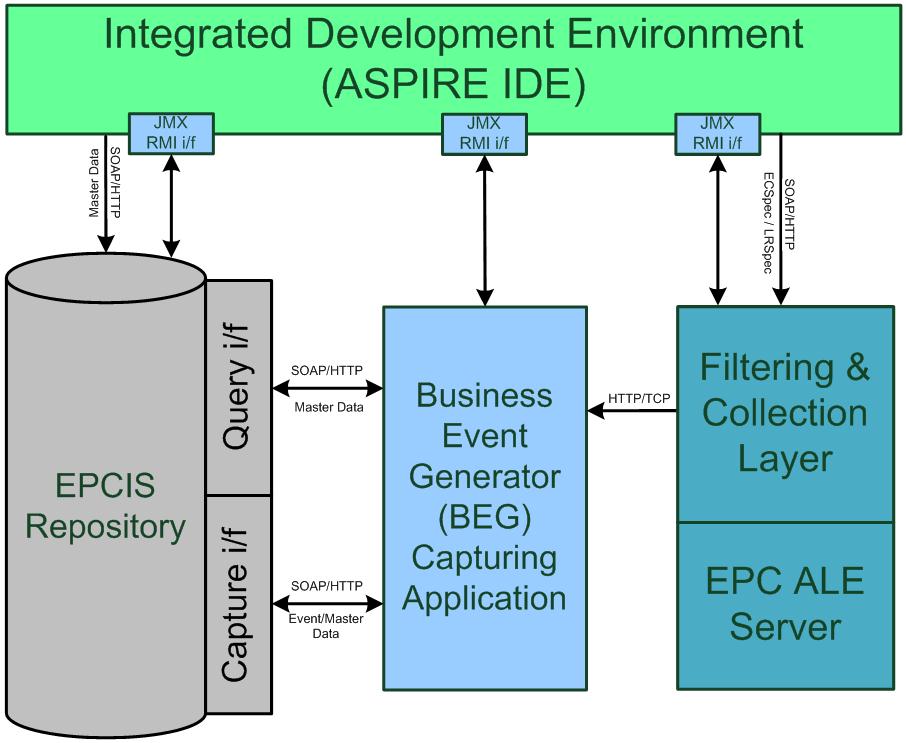 Integrated Development Environment
(ASPIRE IDE)
JMX
RMI i/f
JMX
RMI i/f
JMX
RMI i/f
Master Data
SOAP/HTTP
SOAP/HTTP
ECSpec / LRSpec
EPCIS
Repository
Query i/f
Capture i/f
SOAP/HTTP
Master Data
SOAP/HTTP
Event/Master
Data
Business
Event
Generator
(BEG)
Capturing
Application
HTTP/TCP
Filtering &
Collection
Layer
EPC ALE
Server